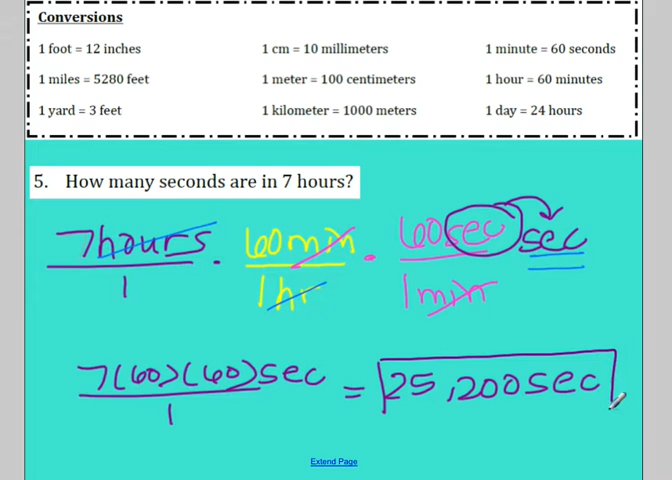 Conversions
1 foot = 12 inches 1 cm = 10 millimeters 1 minute = 60 seconds
1 miles = 5280 feet 1 meter = 100 centimeters 1 hour = 60 minutes
1 yard = 3 feet 1 kilometer = 1000 meters 1 day = 24 hours
5. How many seconds are in 7 hours?
7hours · 60min · 60sec sec
1 1hr 1min
7(60)(60)sec = 25,200sec
1
Extend Page